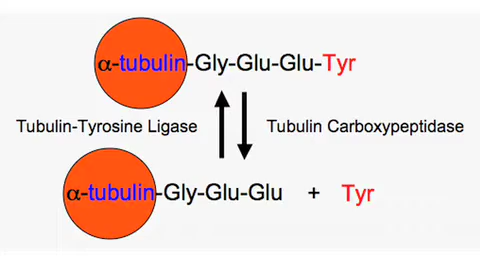 α-tubulin-Gly-Glu-Glu-Tyr
Tubulin-Tyrosine Ligase Tubulin Carboxypeptidase
α-tubulin-Gly-Glu-Glu + Tyr